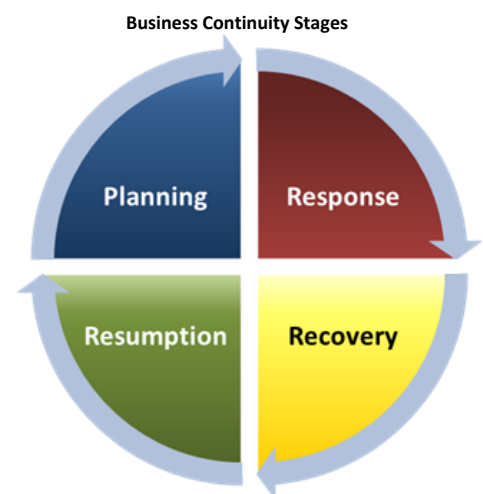 Business Continuity Stages
Planning
Response
Resumption
Recovery